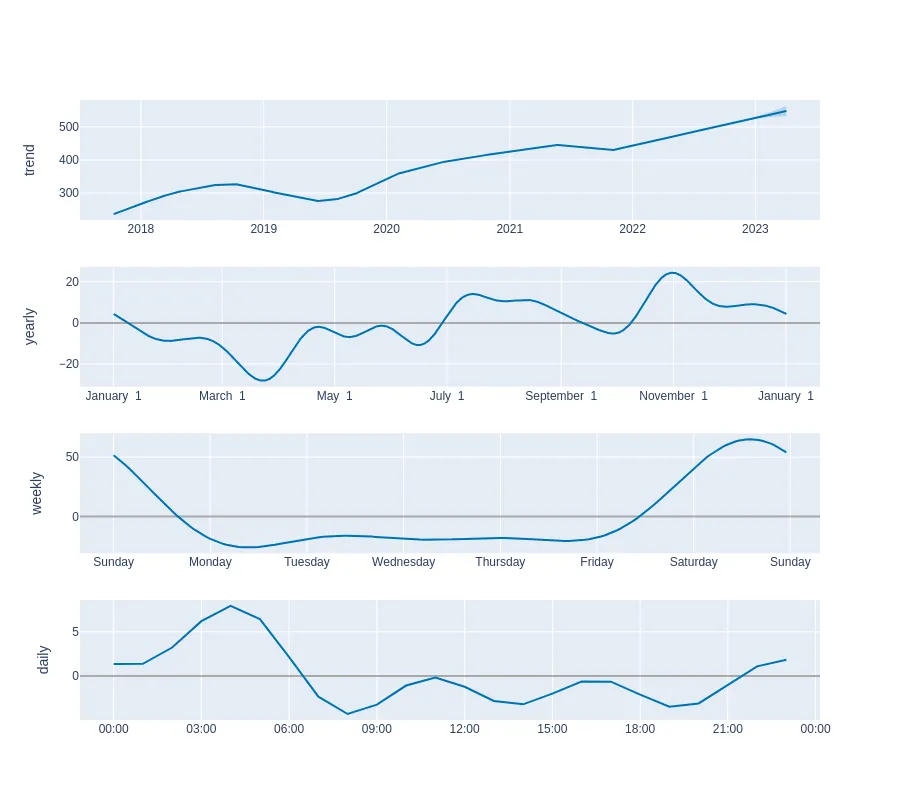 trend
500
400
300
2018 2019 2020 2021 2022 2023
yearly
20
0
−20
January 1 March 1 May 1 July 1 September 1 November 1 January 1
weekly
50
0
Sunday Monday Tuesday Wednesday Thursday Friday Saturday Sunday
daily
5
0
00:00 03:00 06:00 09:00 12:00 15:00 18:00 21:00 00:00